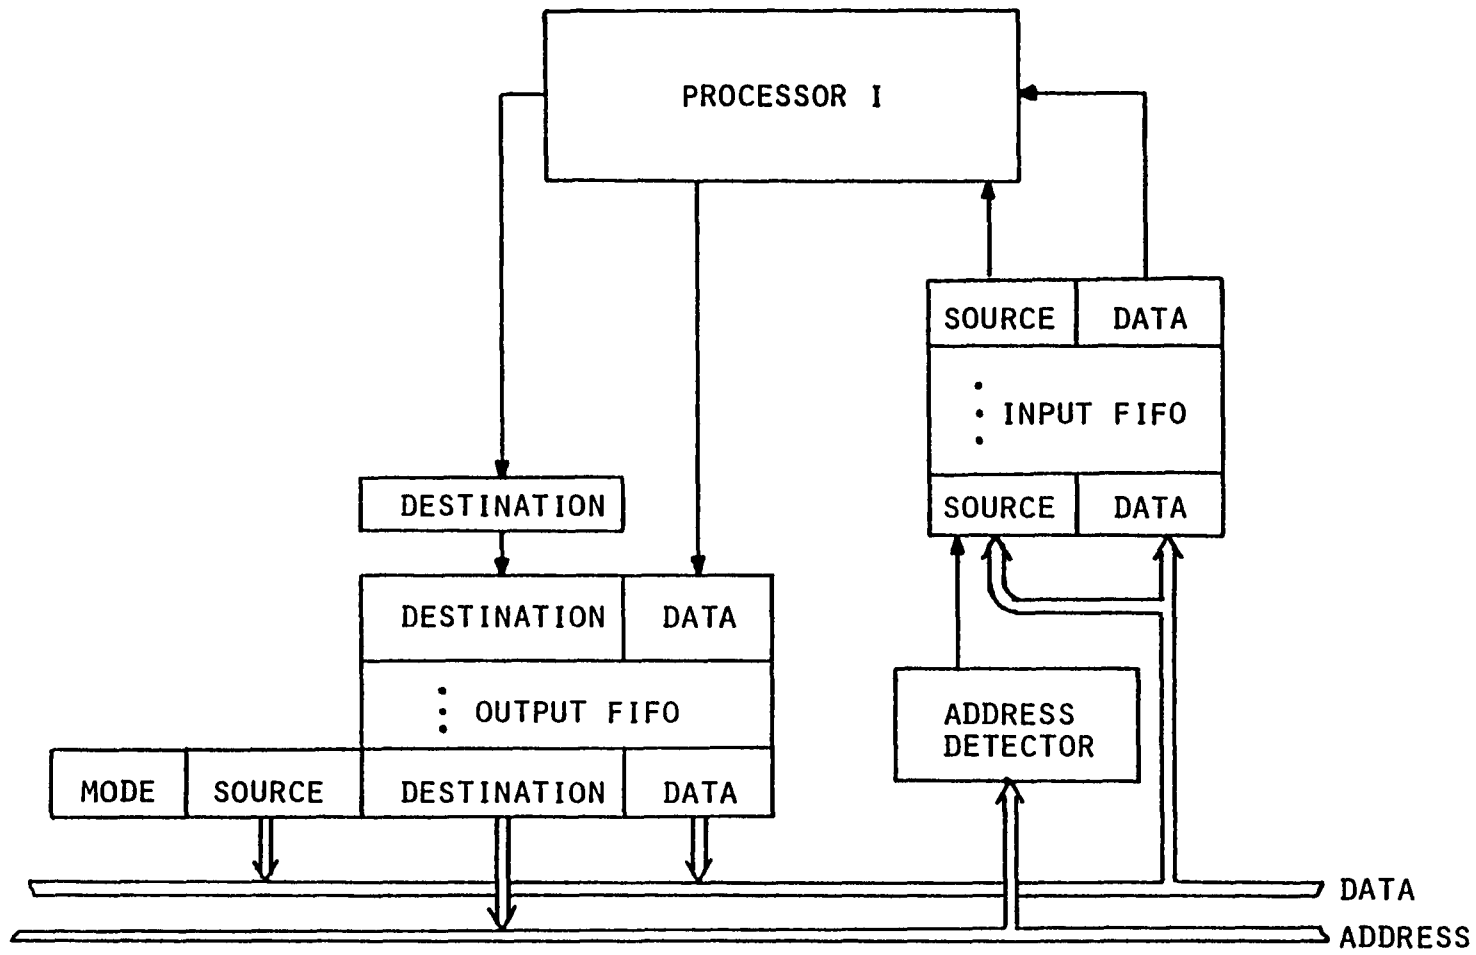 PROCESSOR I
SOURCE DATA
INPUT FIFO
SOURCE DATA
DESTINATION
DESTINATION DATA
OUTPUT FIFO
MODE SOURCE DESTINATION DATA
ADDRESS
DETECTOR
DATA
ADDRESS